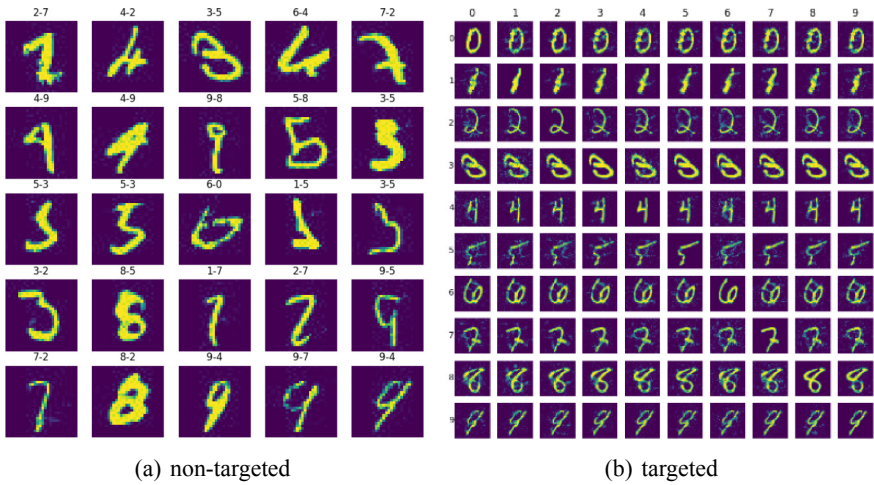 2-7 4-2 3-5 6-4 7-2
4-9 4-9 9-8 5-8 3-5
5-3 5-3 6-0 1-5 3-5
3-2 8-5 1-7 2-7 9-5
7-2 8-2 9-4 9-7 9-4
(a) non-targeted
0 1 2 3 4 5 6 7 8 9
0
1
2
3
4
5
6
7
8
9
(b) targeted